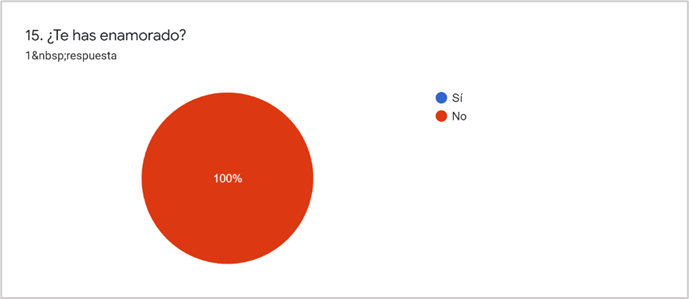 15. ¿Te has enamorado?
1&nbsp;respuesta
Sí
No
100%